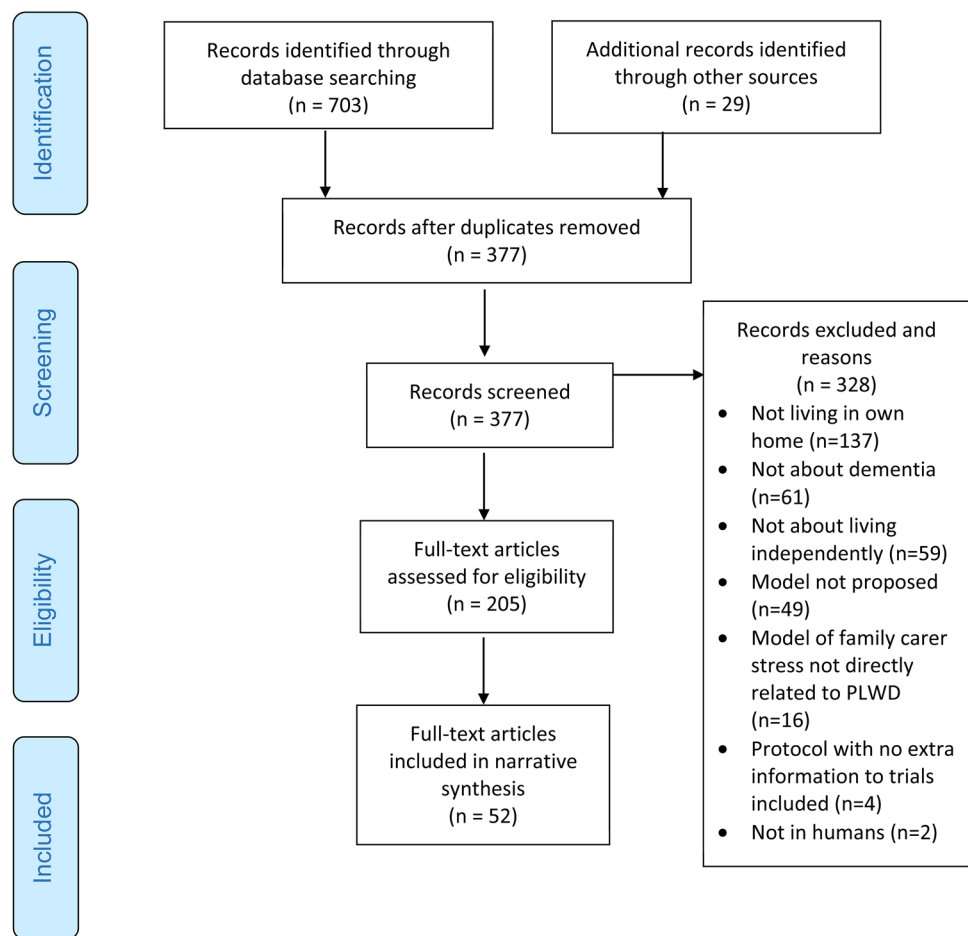 Identification
Records identified through
database searching
(n = 703)
Additional records identified
through other sources
(n = 29)
Records after duplicates removed
(n = 377)
Screening
Records screened
(n = 377)
Records excluded and
reasons
(n = 328)
• Not living in own
home (n=137)
• Not about dementia
(n=61)
• Not about living
independently (n=59)
• Model not proposed
(n=49)
• Model of family carer
stress not directly
related to PLWD
(n=16)
• Protocol with no extra
information to trials
included (n=4)
• Not in humans (n=2)
Eligibility
Full-text articles
assessed for eligibility
(n = 205)
Included
Full-text articles
included in narrative
synthesis
(n = 52)